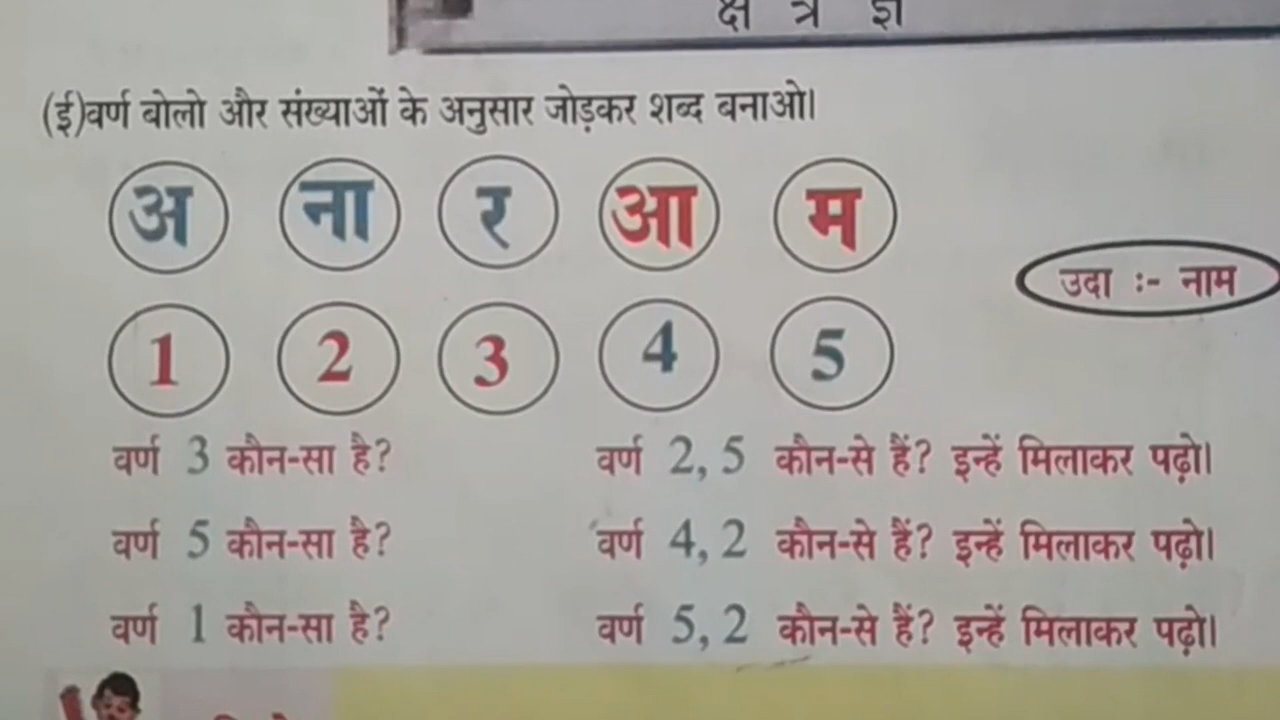 क्ष त्र ज्ञ
(ई)वर्ण बोलो और संख्याओं के अनुसार जोड़कर शब्द बनाओ।
अ ना र आ म
उदा :- नाम
1 2 3 4 5
वर्ण 3 कौन-सा है? वर्ण 2, 5 कौन-से हैं? इन्हें मिलाकर पढ़ो।
वर्ण 5 कौन-सा है? वर्ण 4, 2 कौन-से हैं? इन्हें मिलाकर पढ़ो।
वर्ण 1 कौन-सा है? वर्ण 5, 2 कौन-से हैं? इन्हें मिलाकर पढ़ो।